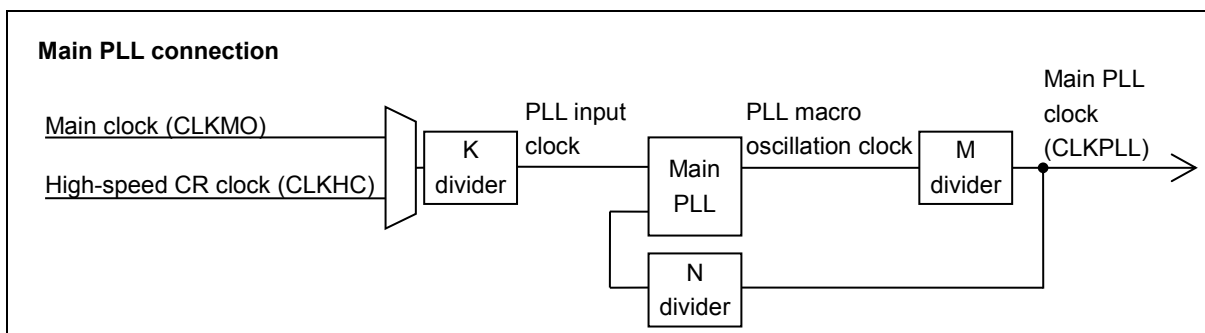 Main PLL connection
Main clock (CLKMO)
High-speed CR clock (CLKHC)
K
divider
PLL input
clock
Main
PLL
PLL macro
oscillation clock
M
divider
Main PLL
clock
(CLKPLL)
N
divider